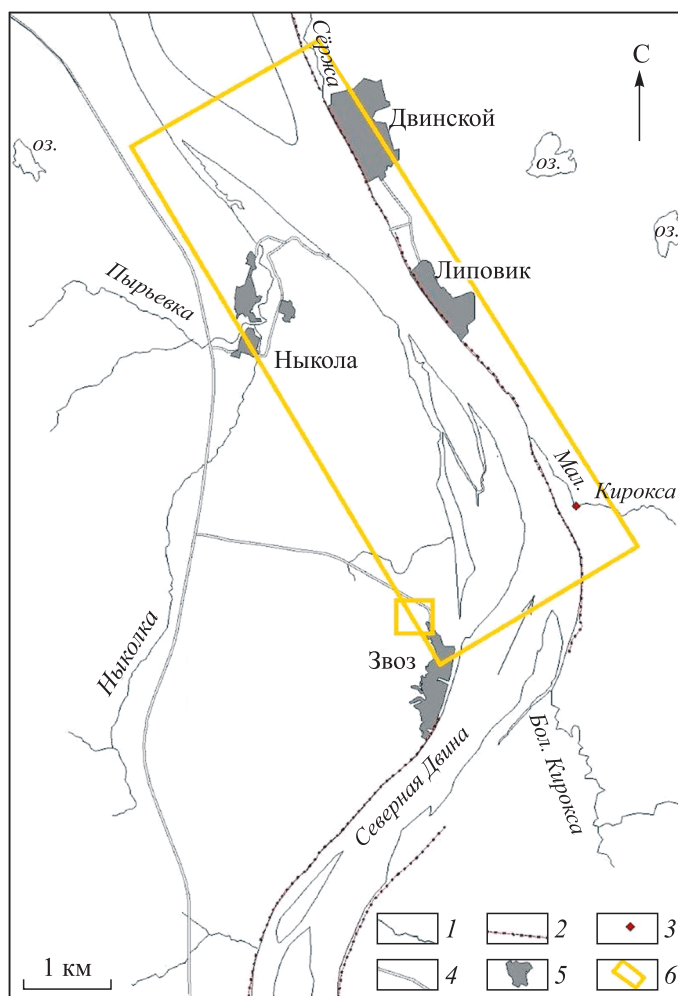 Сёржа
С
Двинской
оз.
оз.
оз.
Липовик
Пырьевка
Ныкола
Мал.
Кирокса
Ныколка
Звоз
Бол. Кирокса
Северная Двина
1
2
3
1 км
4
5
6